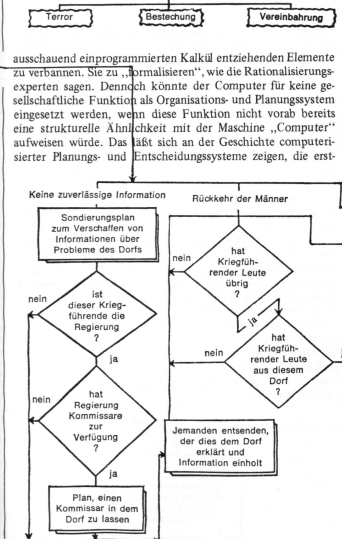 Terror
Bestechung
Vereinbahrung
ausschauend einprogrammierten Kalkül entziehenden Elemente
zu verbannen. Sie zu „formalisieren“, wie die Rationalisierungs-
experten sagen. Dennoch könnte der Computer für keine ge-
sellschaftliche Funktion als Organisations- und Planungssystem
eingesetzt werden, wenn diese Funktion nicht vorab bereits
eine strukturelle Ähnlichkeit mit der Maschine „Computer“
aufweisen würde. Das läßt sich an der Geschichte computeri-
sierter Planungs- und Entscheidungssysteme zeigen, die erst-
Keine zuverlässige Information
Sondierungsplan
zum Verschaffen von
Informationen über
Probleme des Dorfs
nein
ist
dieser Krieg-
führende die
Regierung
?
ja
nein
hat
Regierung
Kommissare
zur
Verfügung
?
ja
Plan, einen
Kommissar in dem
Dorf zu lassen
Rückkehr der Männer
nein
hat
Kriegfüh-
render Leute
übrig
?
ja
nein
hat
Kriegfüh-
render Leute
aus diesem
Dorf
?
Jemanden entsenden,
der dies dem Dorf
erklärt und
Information einholt